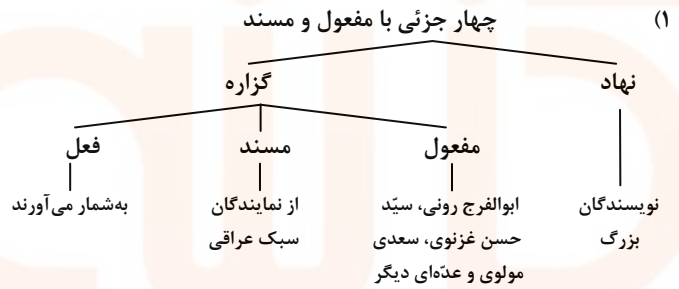 ۱) چهار جزئی با مفعول و مسند
نهاد گزاره
مفعول مسند فعل
نویسندگان ابوالفرج رونی، سیّد از نمایندگان به‌شمار می‌آورند
بزرگ حسن غزنوی، سعدی سبک عراقی
مولوی و عدّه‌ای دیگر